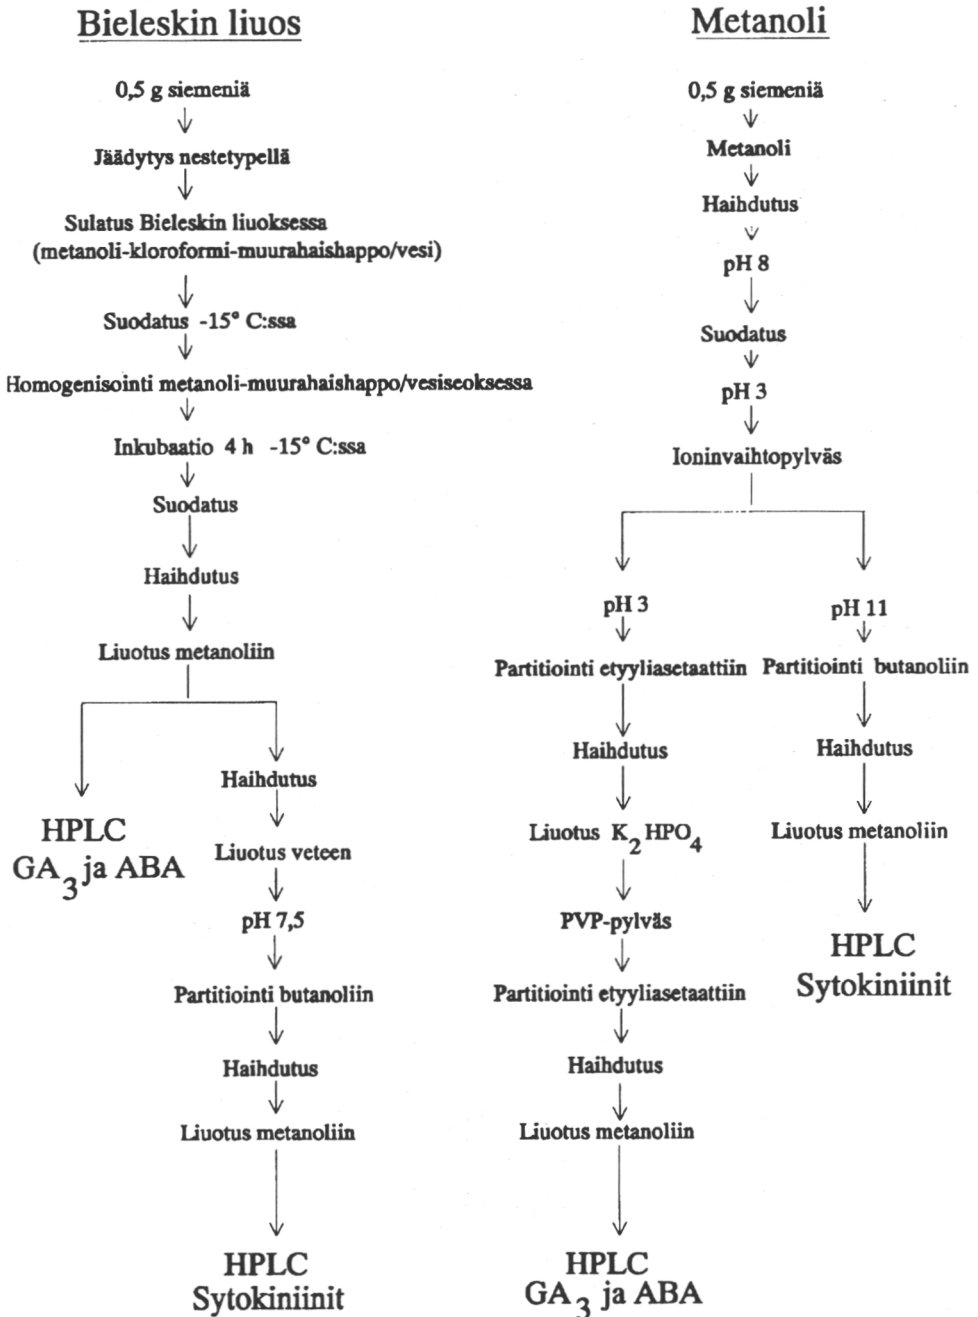 Bieleskin liuos
0,5 g siemeniä
Jäädytys nestetypellä
Sulatus Bieleskin liuoksessa
(metanoli-kloroformi-muurahaishappo/vesi)
Suodatus -15° C:ssa
Homogenisointi metanoli-muurahaishappo/vesiseoksessa
Inkubaatio 4 h -15° C:ssa
Suodatus
Haihdutus
Liuotus metanoliin
HPLC
GA3 ja ABA
Haihdutus
Liuotus veteen
pH 7,5
Partitiointi butanoliin
Haihdutus
Liuotus metanoliin
HPLC
Sytokiniinit
Metanoli
0,5 g siemeniä
Metanoli
Haihdutus
pH 8
Suodatus
pH 3
Ioninvaihtopylväs
pH 3
Partitiointi etyyliasetaattiin
Haihdutus
Liuotus K2HPO4
PVP-pylväs
Partitiointi etyyliasetaattiin
Haihdutus
Liuotus metanoliin
HPLC
GA3 ja ABA
pH 11
Partitiointi butanoliin
Haihdutus
Liuotus metanoliin
HPLC
Sytokiniinit